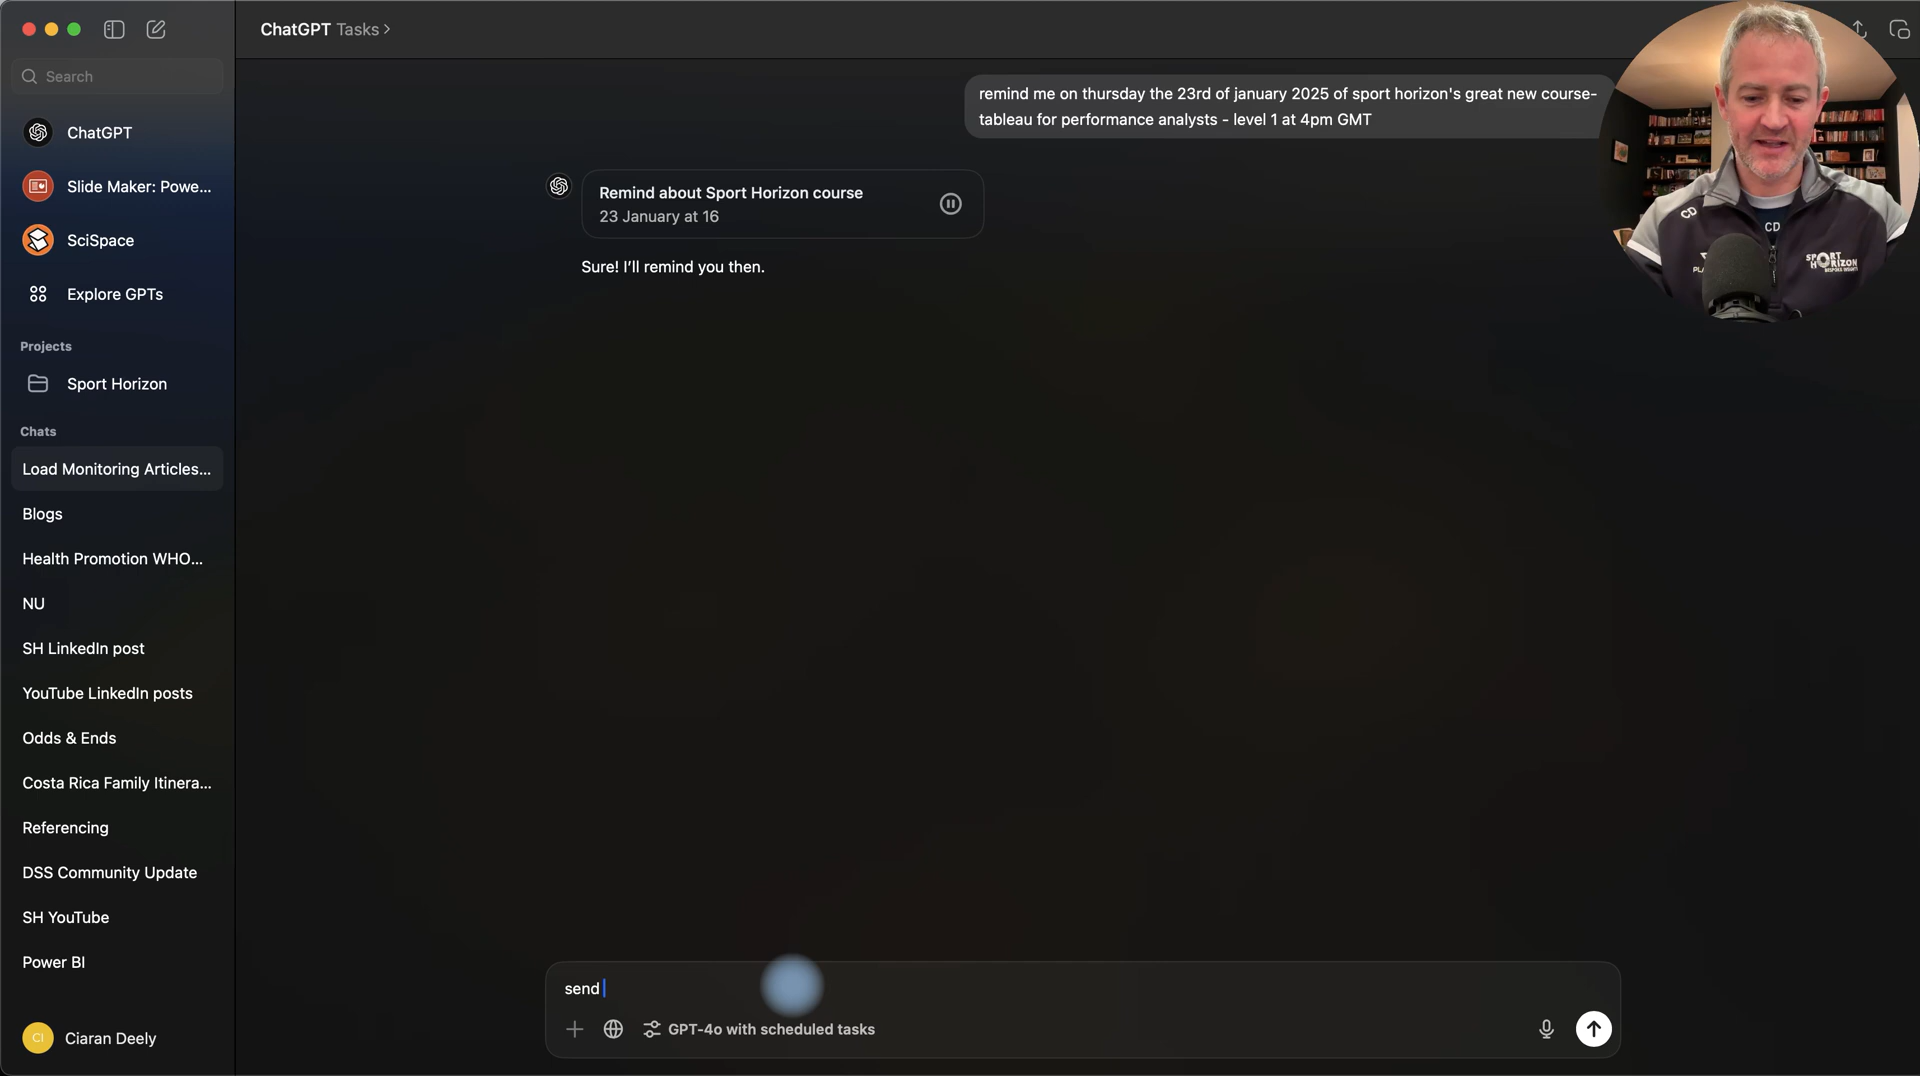 ChatGPT Tasks >
Search
ChatGPT
Slide Maker: Powe...
SciSpace
Explore GPTs
Projects
Sport Horizon
Chats
Load Monitoring Articles...
Blogs
Health Promotion WHO...
NU
SH LinkedIn post
YouTube LinkedIn posts
Odds & Ends
Costa Rica Family Itinera...
Referencing
DSS Community Update
SH YouTube
Power BI
CI
Ciaran Deely
remind me on thursday the 23rd of january 2025 of sport horizon's great new course-
tableau for performance analysts - level 1 at 4pm GMT
Remind about Sport Horizon course
23 January at 16
Sure! I’ll remind you then.
send
GPT-4o with scheduled tasks
CD
SPORT
HORIZON